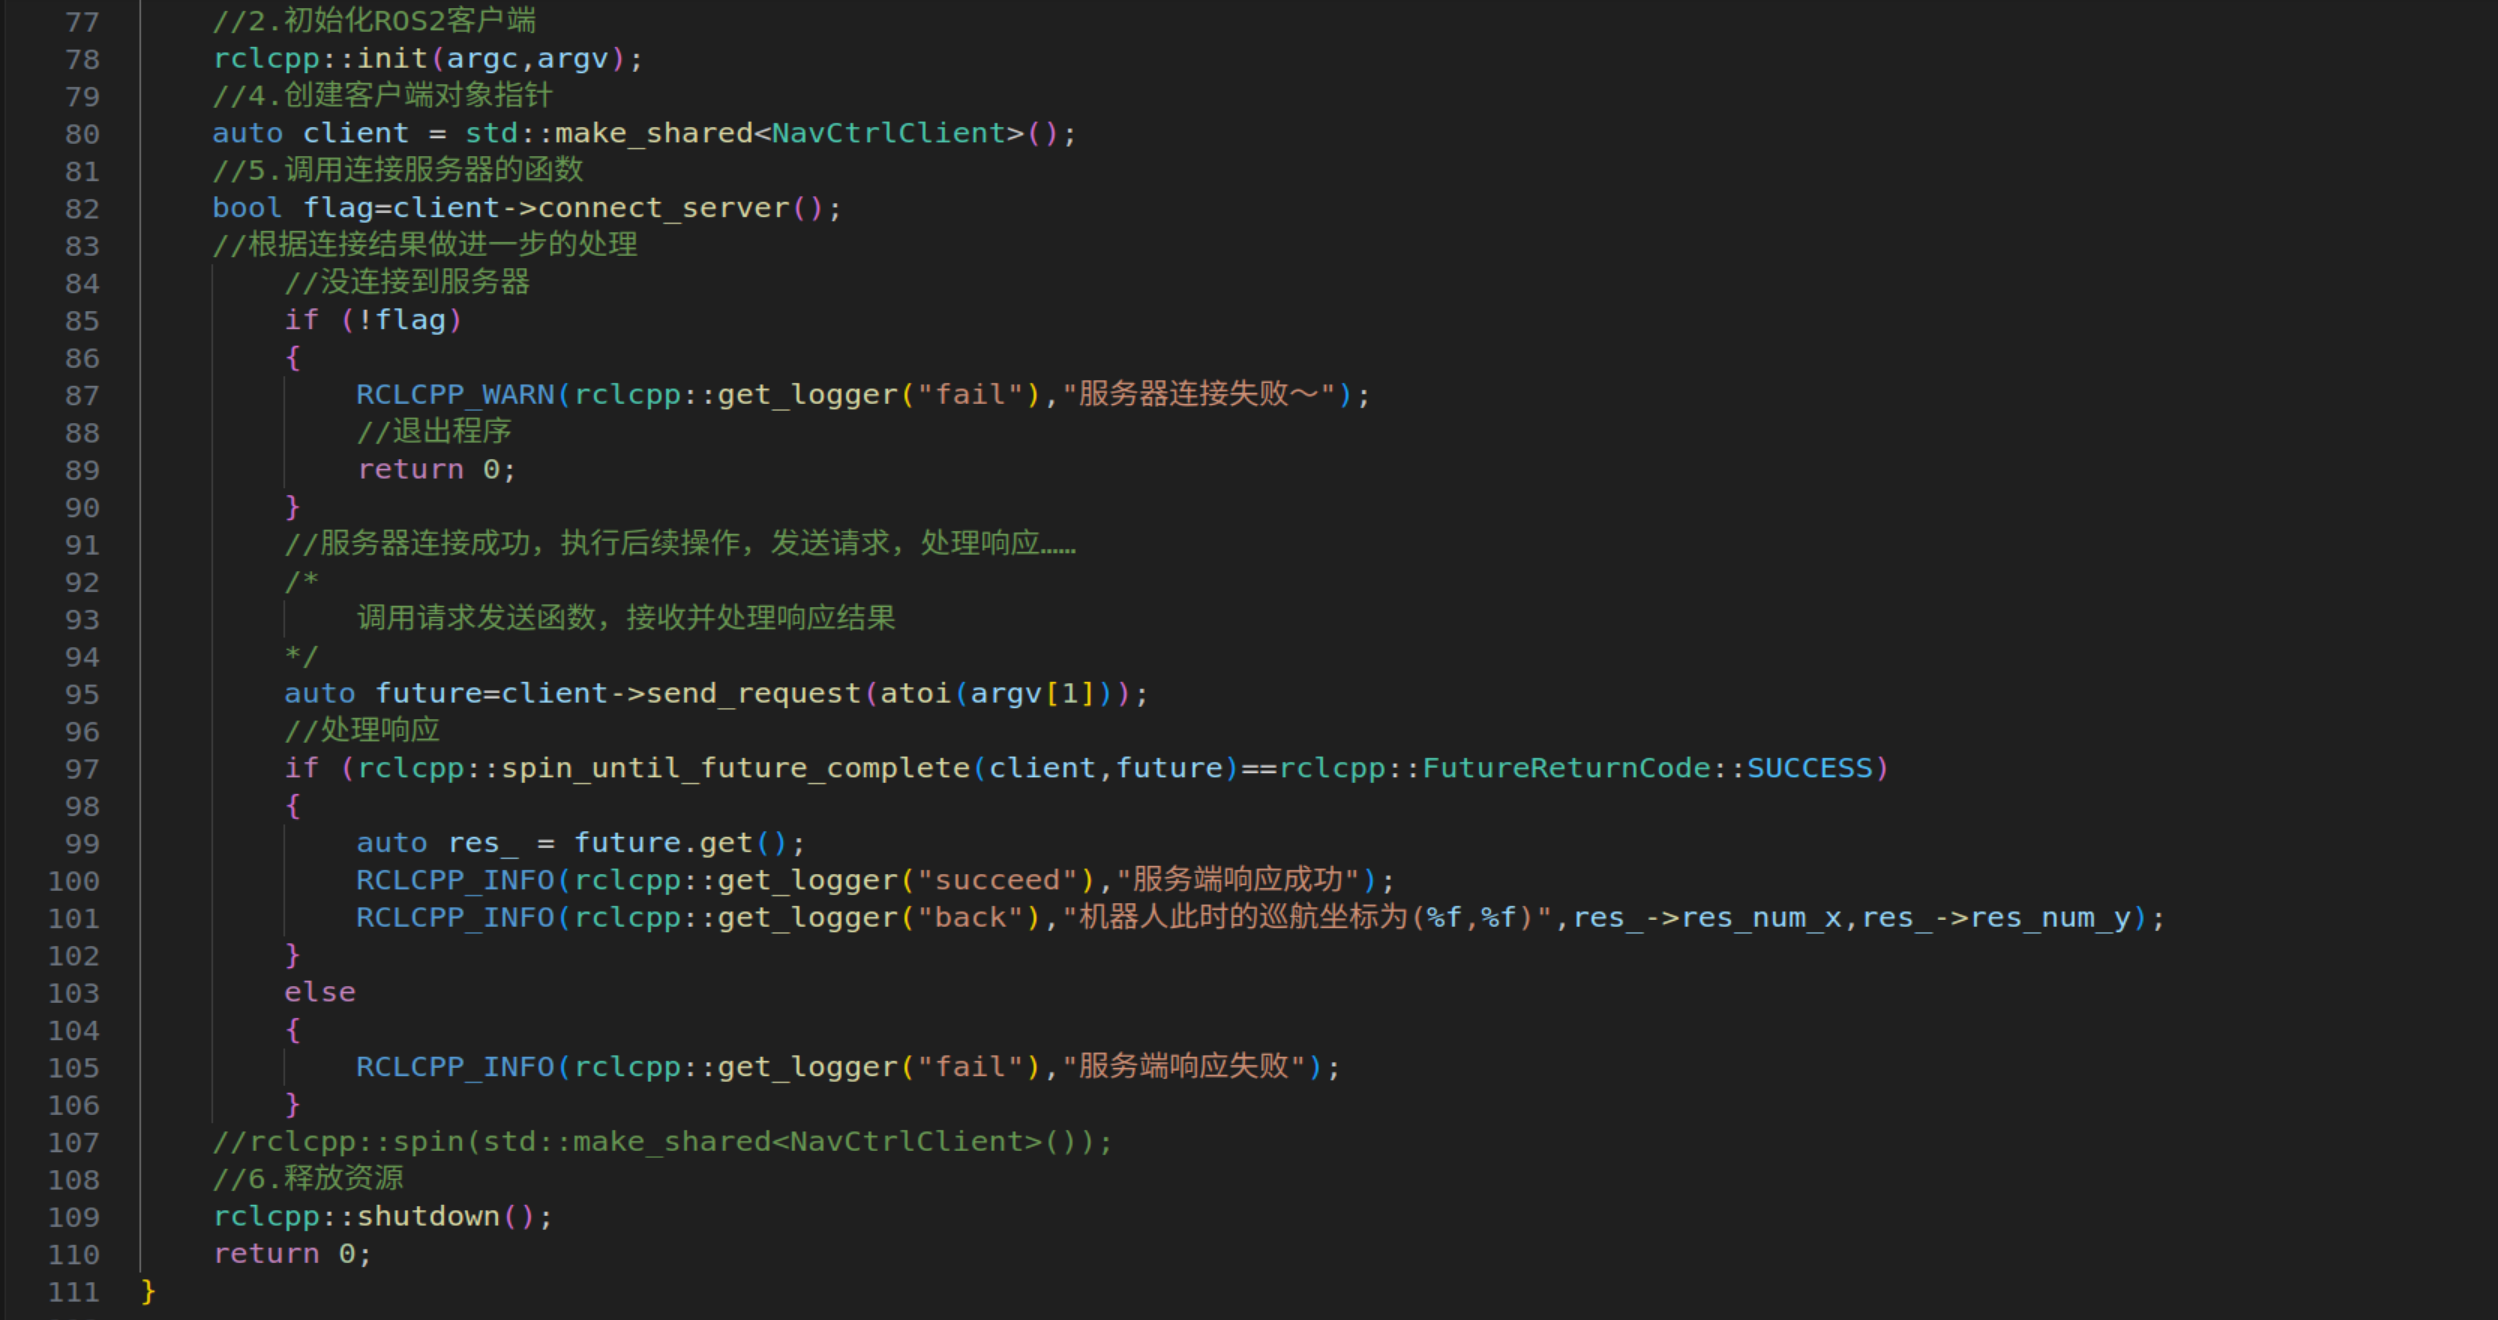 77 //2.初始化ROS2客户端
78 rclcpp::init(argc,argv);
79 //4.创建客户端对象指针
80 auto client = std::make_shared<NavCtrlClient>();
81 //5.调用连接服务器的函数
82 bool flag=client->connect_server();
83 //根据连接结果做进一步的处理
84 //没连接到服务器
85 if (!flag)
86 {
87 RCLCPP_WARN(rclcpp::get_logger("fail"),"服务器连接失败～");
88 //退出程序
89 return 0;
90 }
91 //服务器连接成功，执行后续操作，发送请求，处理响应……
92 /*
93 调用请求发送函数，接收并处理响应结果
94 */
95 auto future=client->send_request(atoi(argv[1]));
96 //处理响应
97 if (rclcpp::spin_until_future_complete(client,future)==rclcpp::FutureReturnCode::SUCCESS)
98 {
99 auto res_ = future.get();
100 RCLCPP_INFO(rclcpp::get_logger("succeed"),"服务端响应成功");
101 RCLCPP_INFO(rclcpp::get_logger("back"),"机器人此时的巡航坐标为(%f,%f)",res_->res_num_x,res_->res_num_y);
102 }
103 else
104 {
105 RCLCPP_INFO(rclcpp::get_logger("fail"),"服务端响应失败");
106 }
107 //rclcpp::spin(std::make_shared<NavCtrlClient>());
108 //6.释放资源
109 rclcpp::shutdown();
110 return 0;
111 }